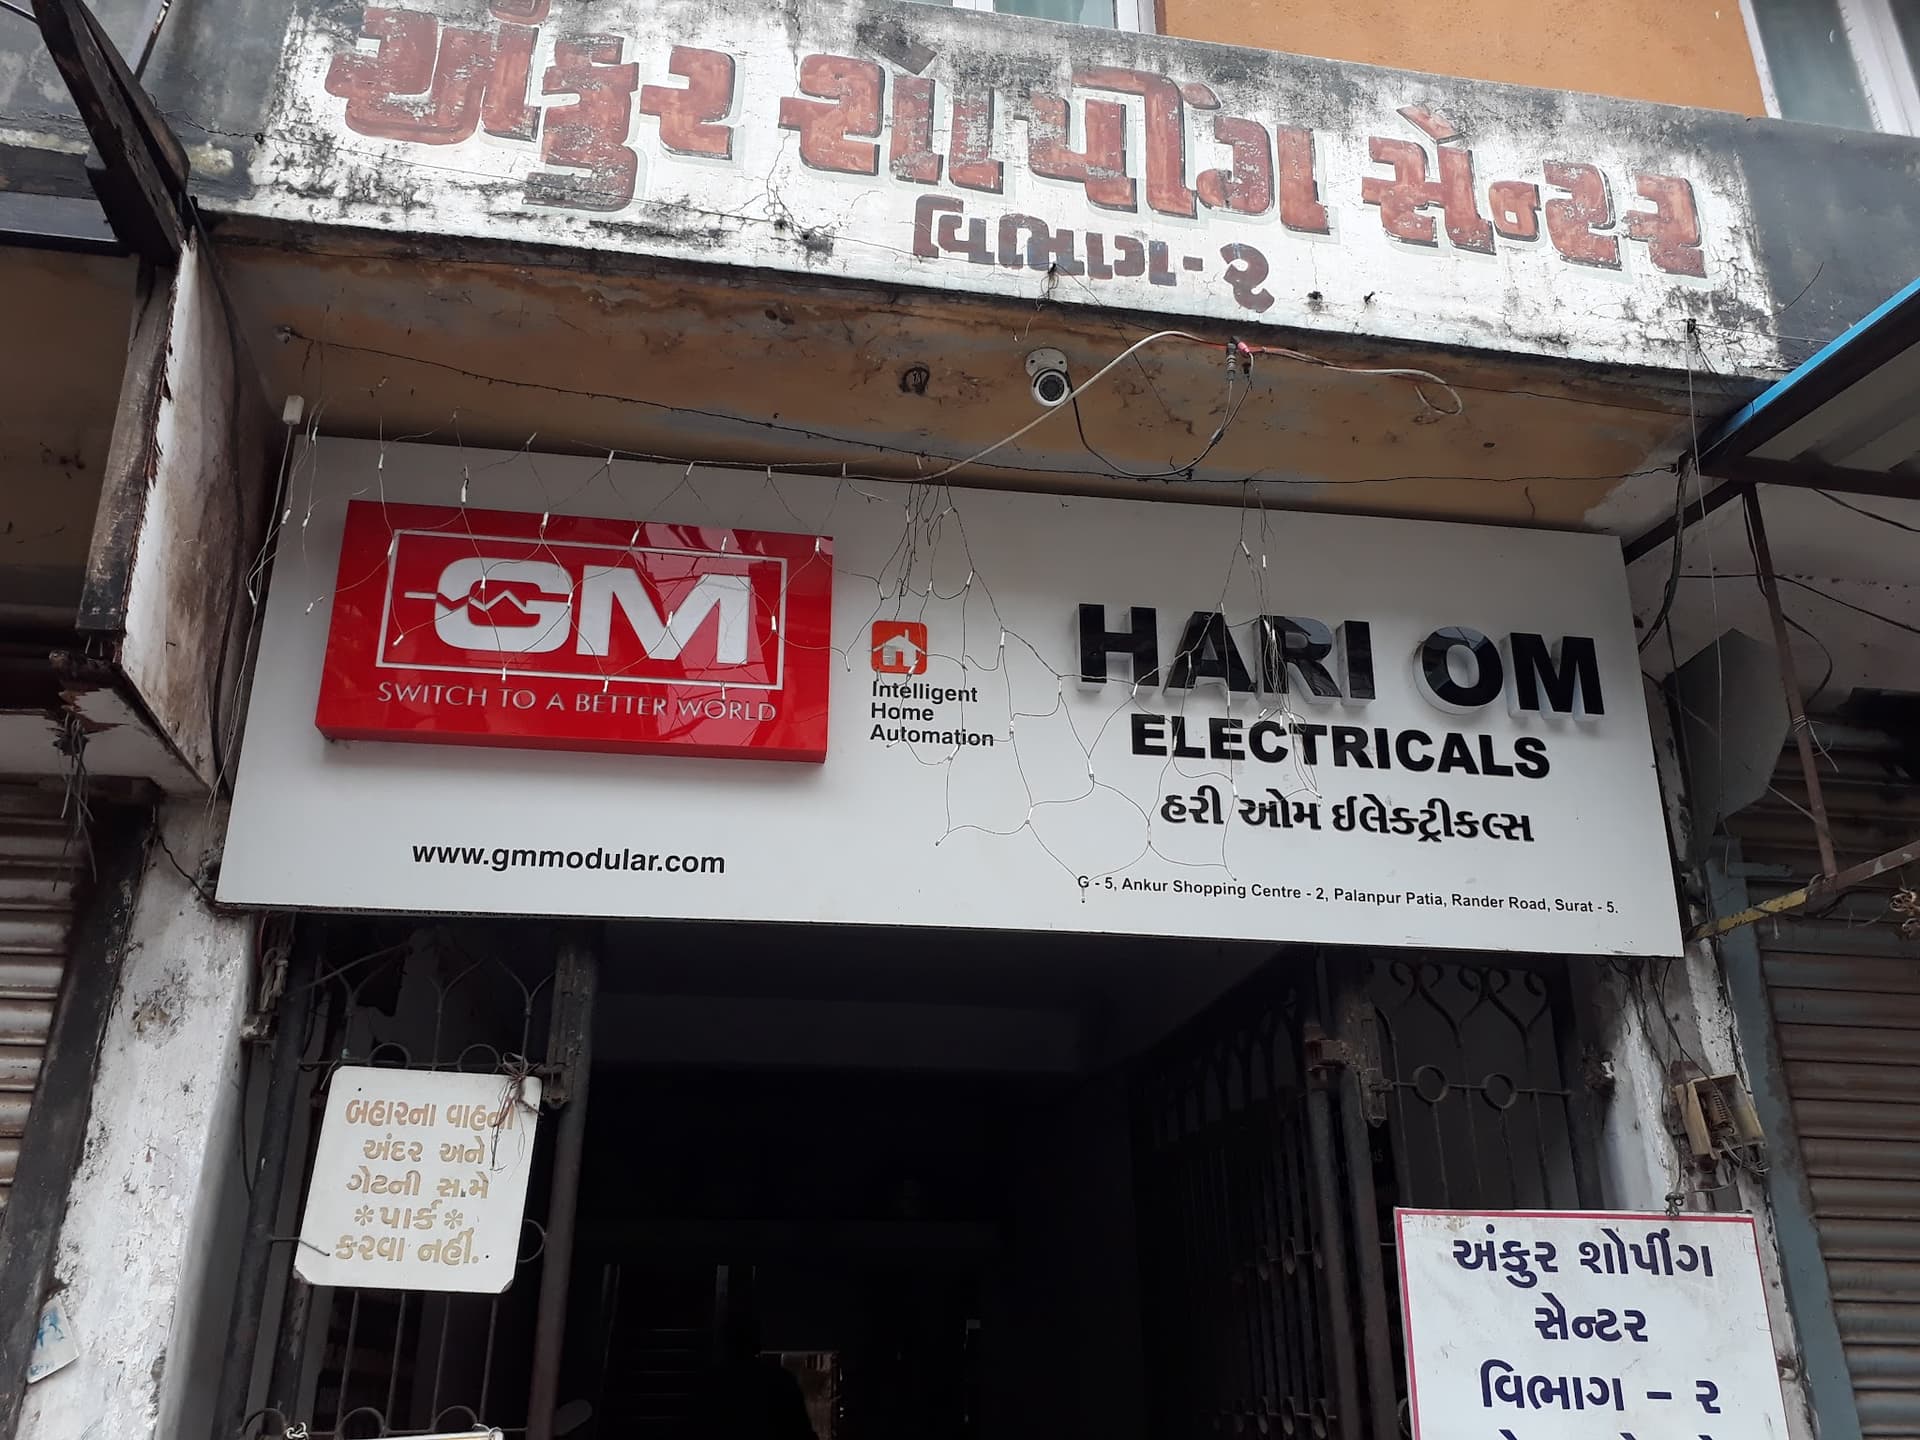 અંકુર શોપીંગ સેન્ટર
વિભાગ - ૨
GM
SWITCH TO A BETTER WORLD
Intelligent
Home
Automation
HARI OM
ELECTRICALS
હરી ઓમ ઈલેક્ટ્રીકલ્સ
www.gmmodular.com
G - 5, Ankur Shopping Centre - 2, Palanpur Patia, Rander Road, Surat - 5.
બહારના વાહનો
અંદર અને
ગેટની સામે
*પાર્ક*
કરવા નહીં.
અંકુર શોપીંગ
સેન્ટર
વિભાગ - ૨